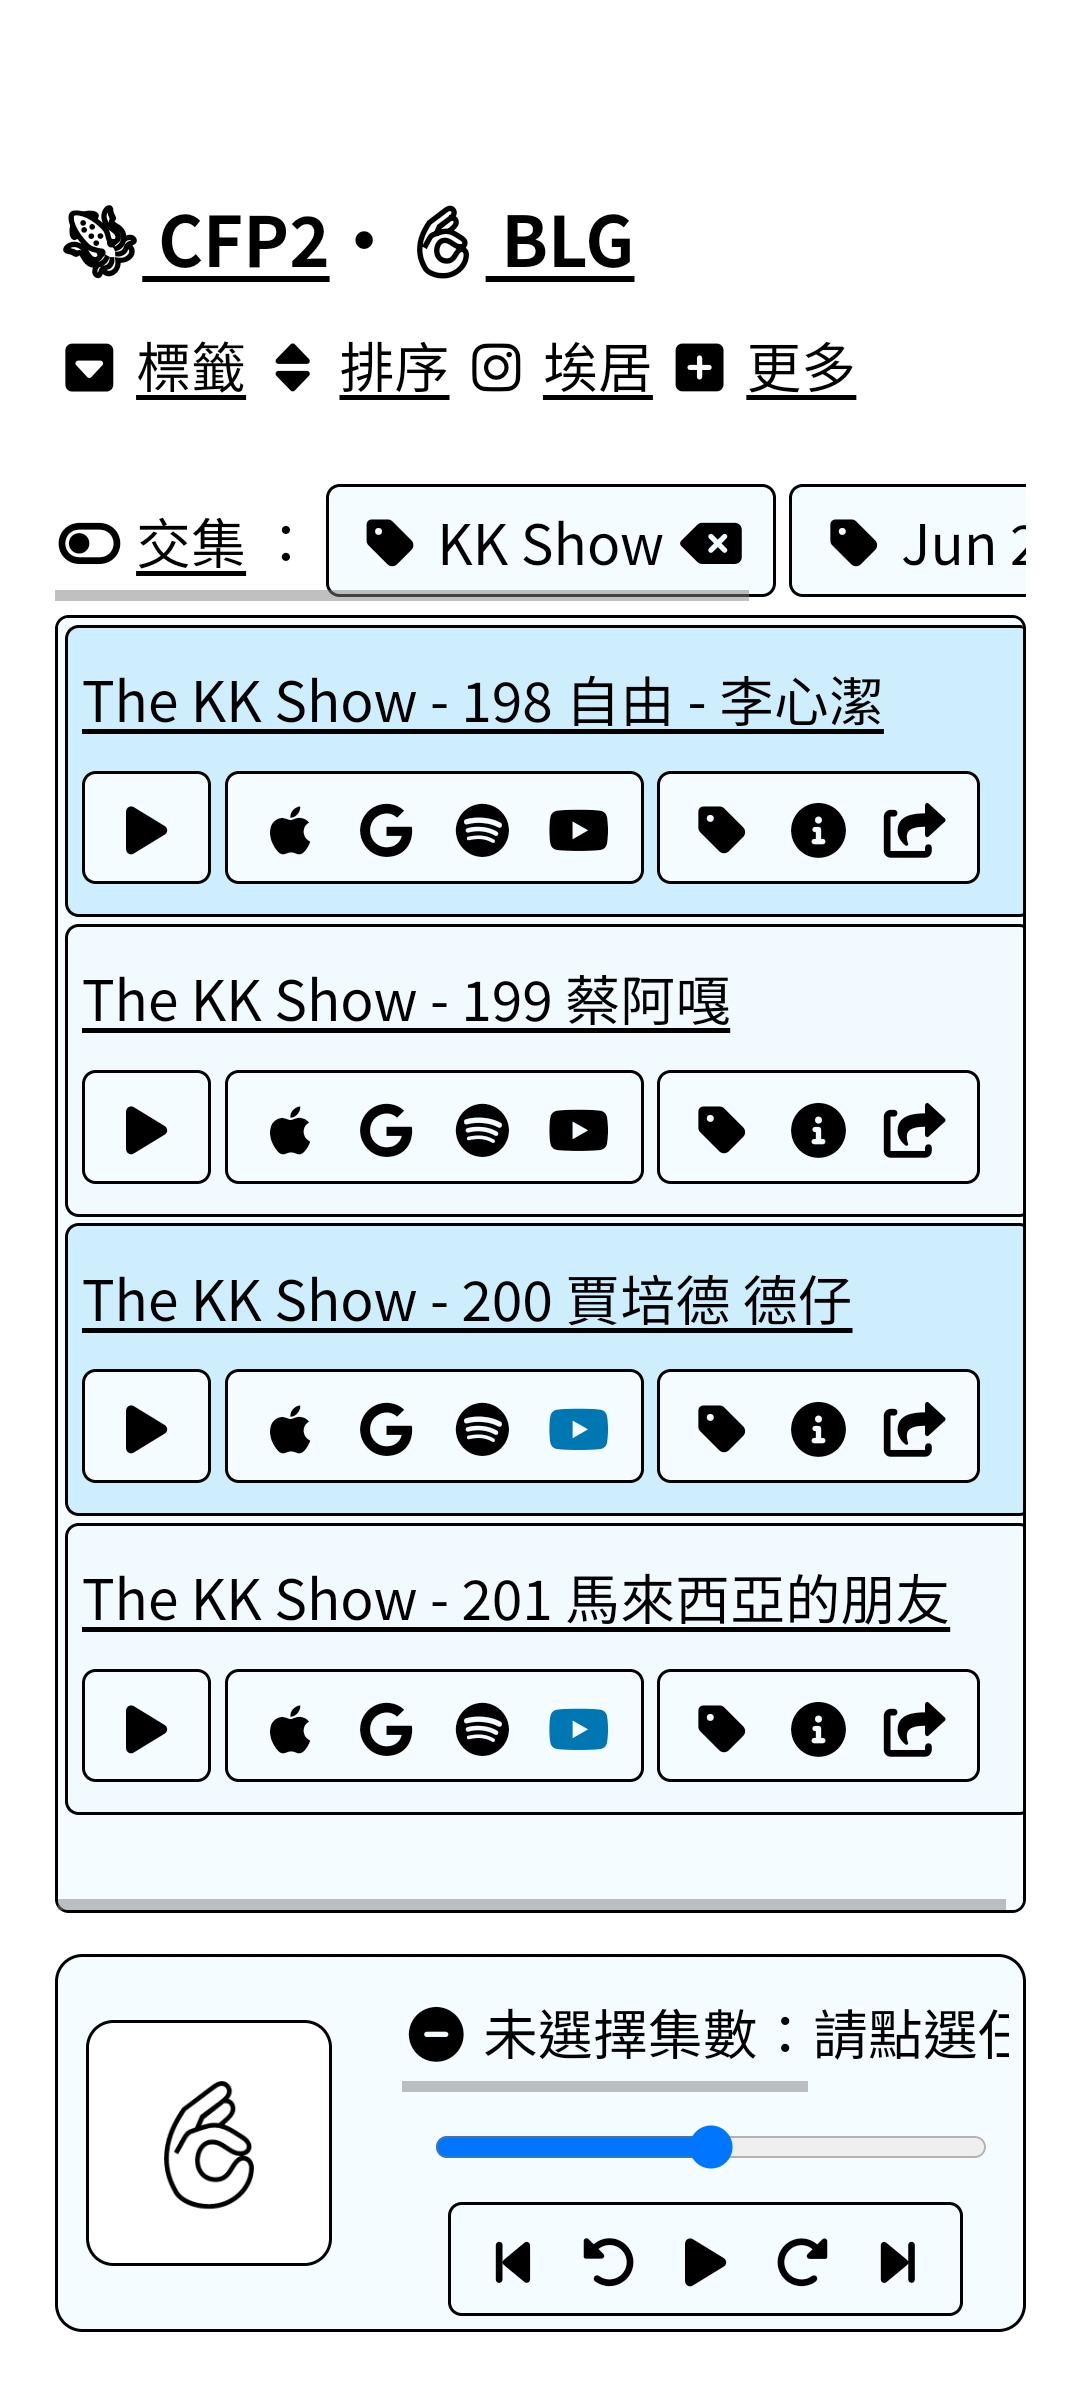 CFP2・ BLG
標籤 排序 埃居 更多
交集 ： KK Show Jun 2
The KK Show - 198 自由 - 李心潔
The KK Show - 199 蔡阿嘎
The KK Show - 200 賈培德 德仔
The KK Show - 201 馬來西亞的朋友
未選擇集數：請點選任